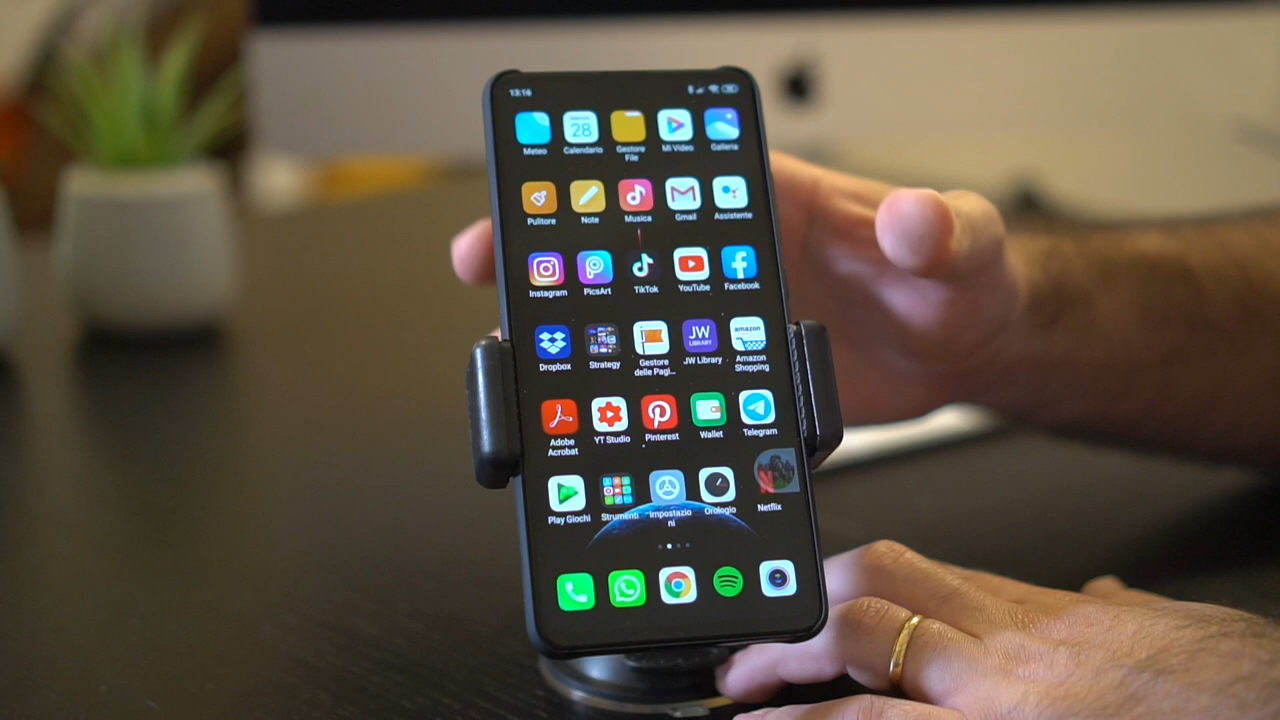 13:16
28
Meteo Calendario Gestore File Mi Video Galleria
Pulitore Note Musica Gmail Assistente
Instagram PicsArt TikTok YouTube Facebook
JW LIBRARY amazon
Dropbox Strategy Gestore delle Pagi... JW Library Amazon Shopping
Adobe Acrobat YT Studio Pinterest Wallet Telegram
Play Giochi Strumenti Impostazioni Orologio Netflix